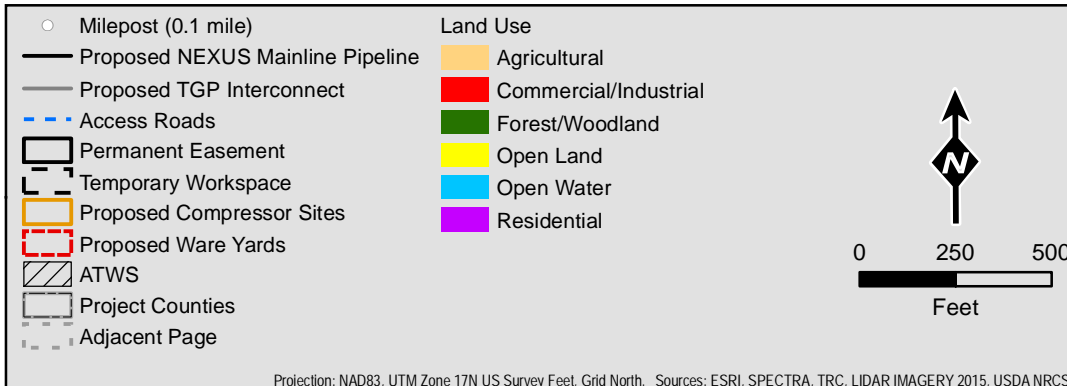 Milepost (0.1 mile)
Proposed NEXUS Mainline Pipeline
Proposed TGP Interconnect
Access Roads
Permanent Easement
Temporary Workspace
Proposed Compressor Sites
Proposed Ware Yards
ATWS
Project Counties
Adjacent Page
Land Use
Agricultural
Commercial/Industrial
Forest/Woodland
Open Land
Open Water
Residential
N
0 250 500
Feet
Projection: NAD83, UTM Zone 17N US Survey Feet, Grid North. Sources: ESRI, SPECTRA, TRC, LIDAR IMAGERY 2015, USDA NRCS